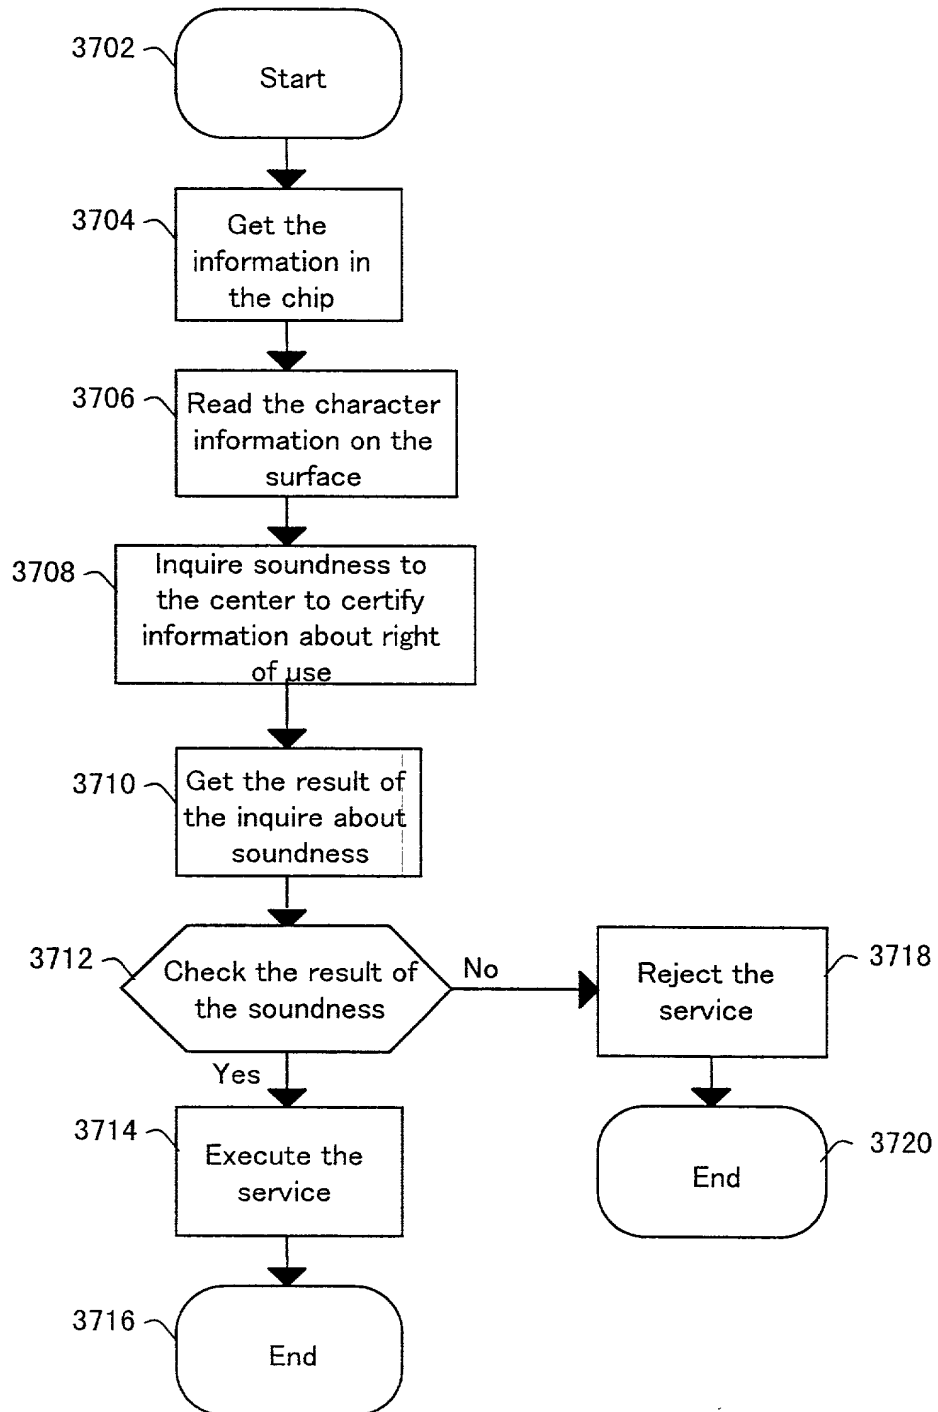 3702
Start
3704
Get the
information in
the chip
3706
Read the character
information on the
surface
3708
Inquire soundness to
the center to certify
information about right
of use
3710
Get the result of
the inquire about
soundness
3712
Check the result of
the soundness
No
Yes
3718
Reject the
service
3714
Execute the
service
3720
End
3716
End